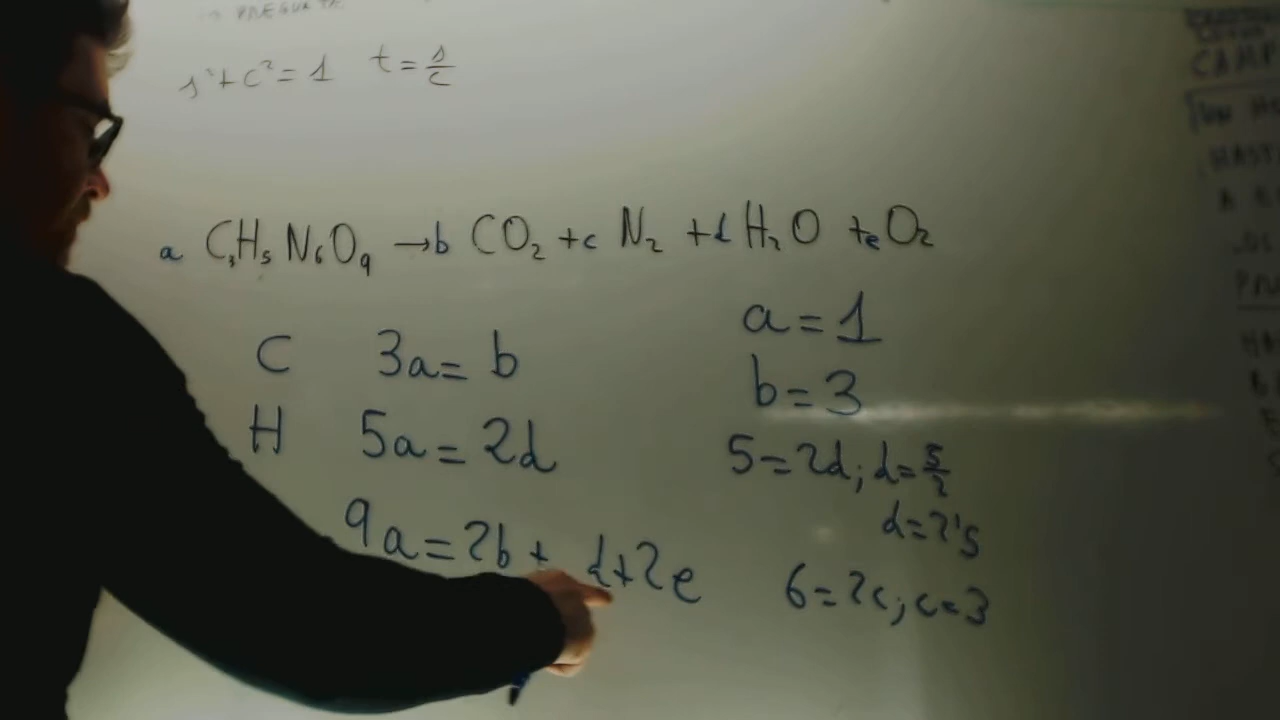 PREGUNTA
s²+c²=1 t=s/c
a C₃H₅N₆O₉ → b CO₂ + c N₂ + d H₂O + e O₂
a=1
C 3a=b
b=3
H 5a=2d
5=2d; d=5/2
d=2'5
9a=2b+ d+2e
6=2c; c=3
HAST
A